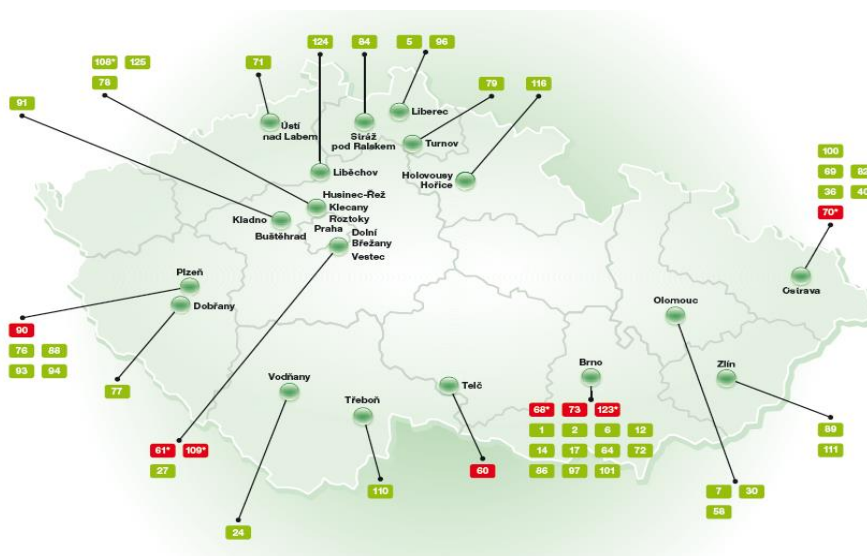 124
84
5 96
108* 125
71
78
79
116
91
Liberec
Ústí
nad Labem
Stráž
pod Ralskem
Turnov
100
69 82
36 40
70*
Liběchov
Holovousy
Hořice
Husinec-Řež
Klecany
Roztoky
Praha
Kladno
Buštěhrad
Dolní
Břežany
Vestec
Plzeň
Dobřany
Ostrava
Olomouc
90
76 88
93 94
77
Vodňany
Třeboň
Telč
Brno
Zlín
68* 73 123*
1 2 6 12
14 17 64 72
86 97 101
61* 109*
27
60
89
111
110
7 30
58
24